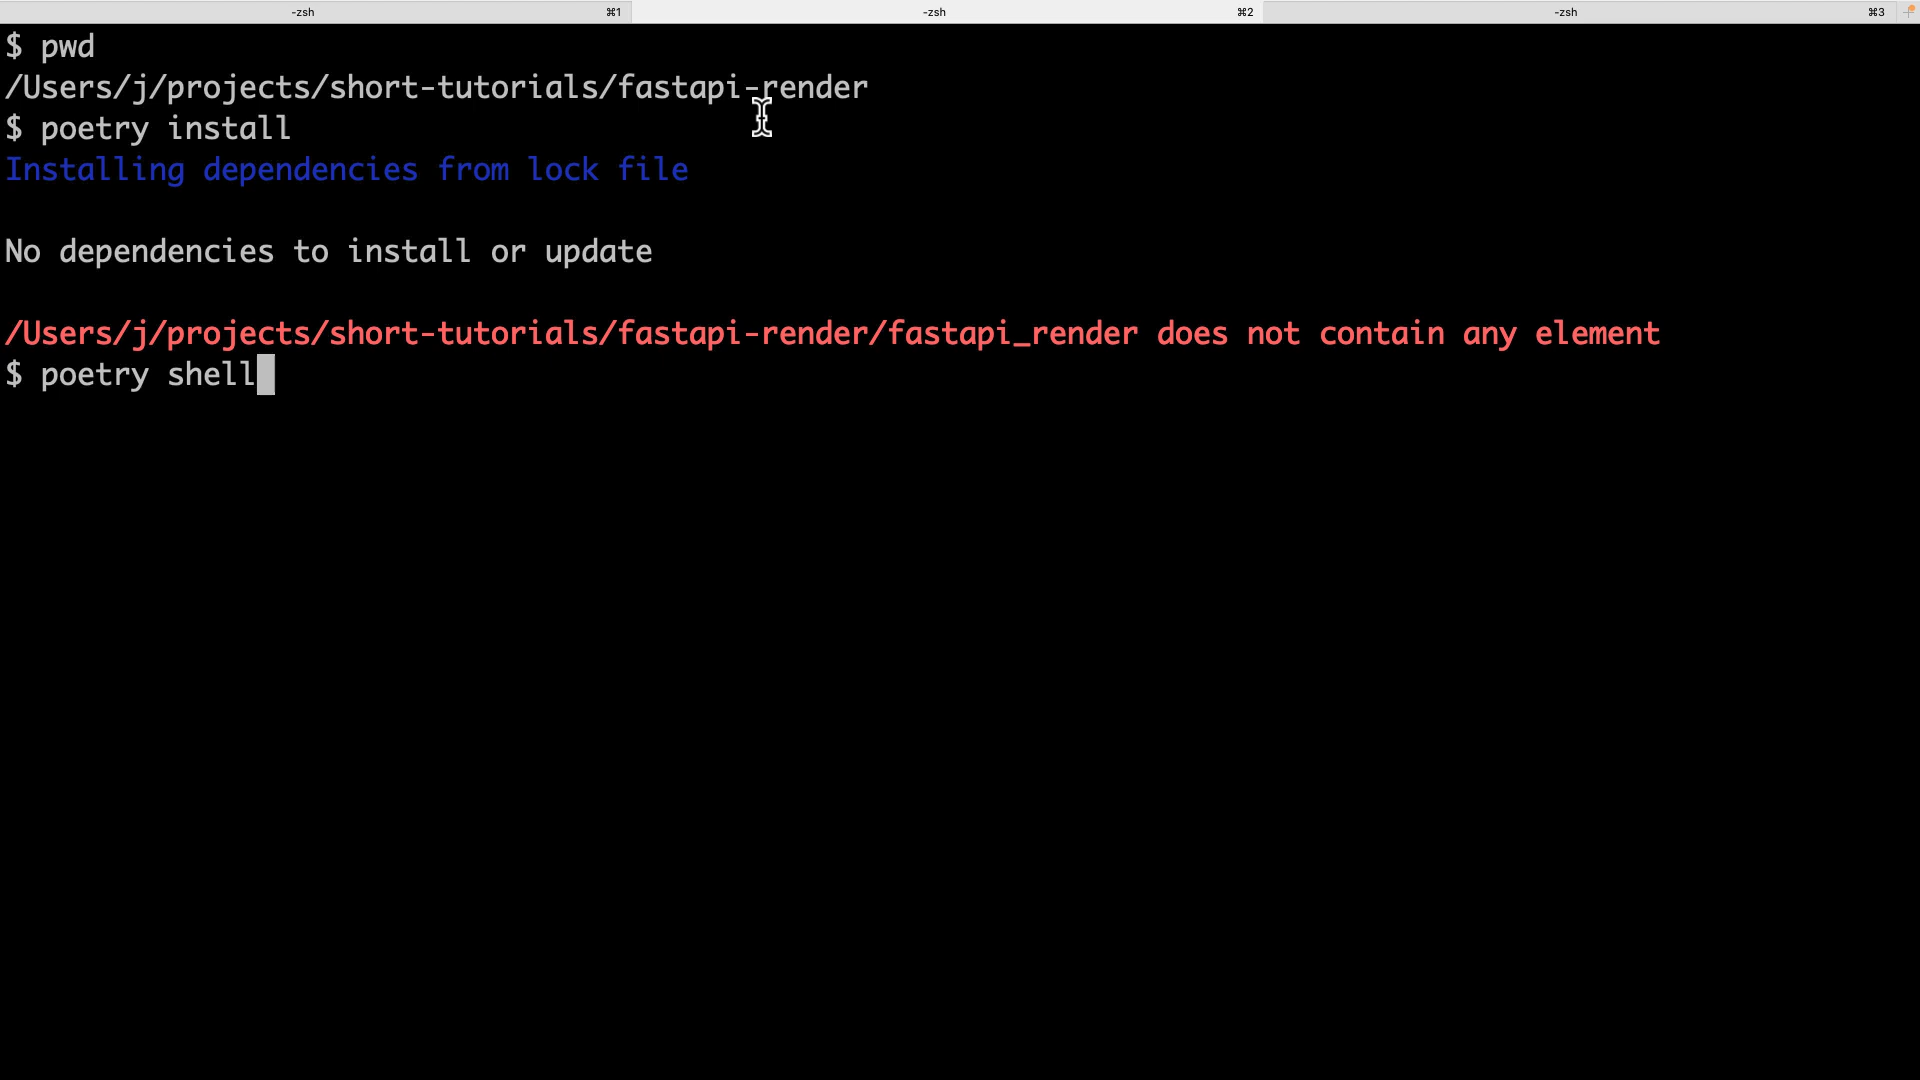 -zsh ⌘1 -zsh ⌘2 -zsh ⌘3
$ pwd
/Users/j/projects/short-tutorials/fastapi-render
$ poetry install
Installing dependencies from lock file
No dependencies to install or update
/Users/j/projects/short-tutorials/fastapi-render/fastapi_render does not contain any element
$ poetry shell